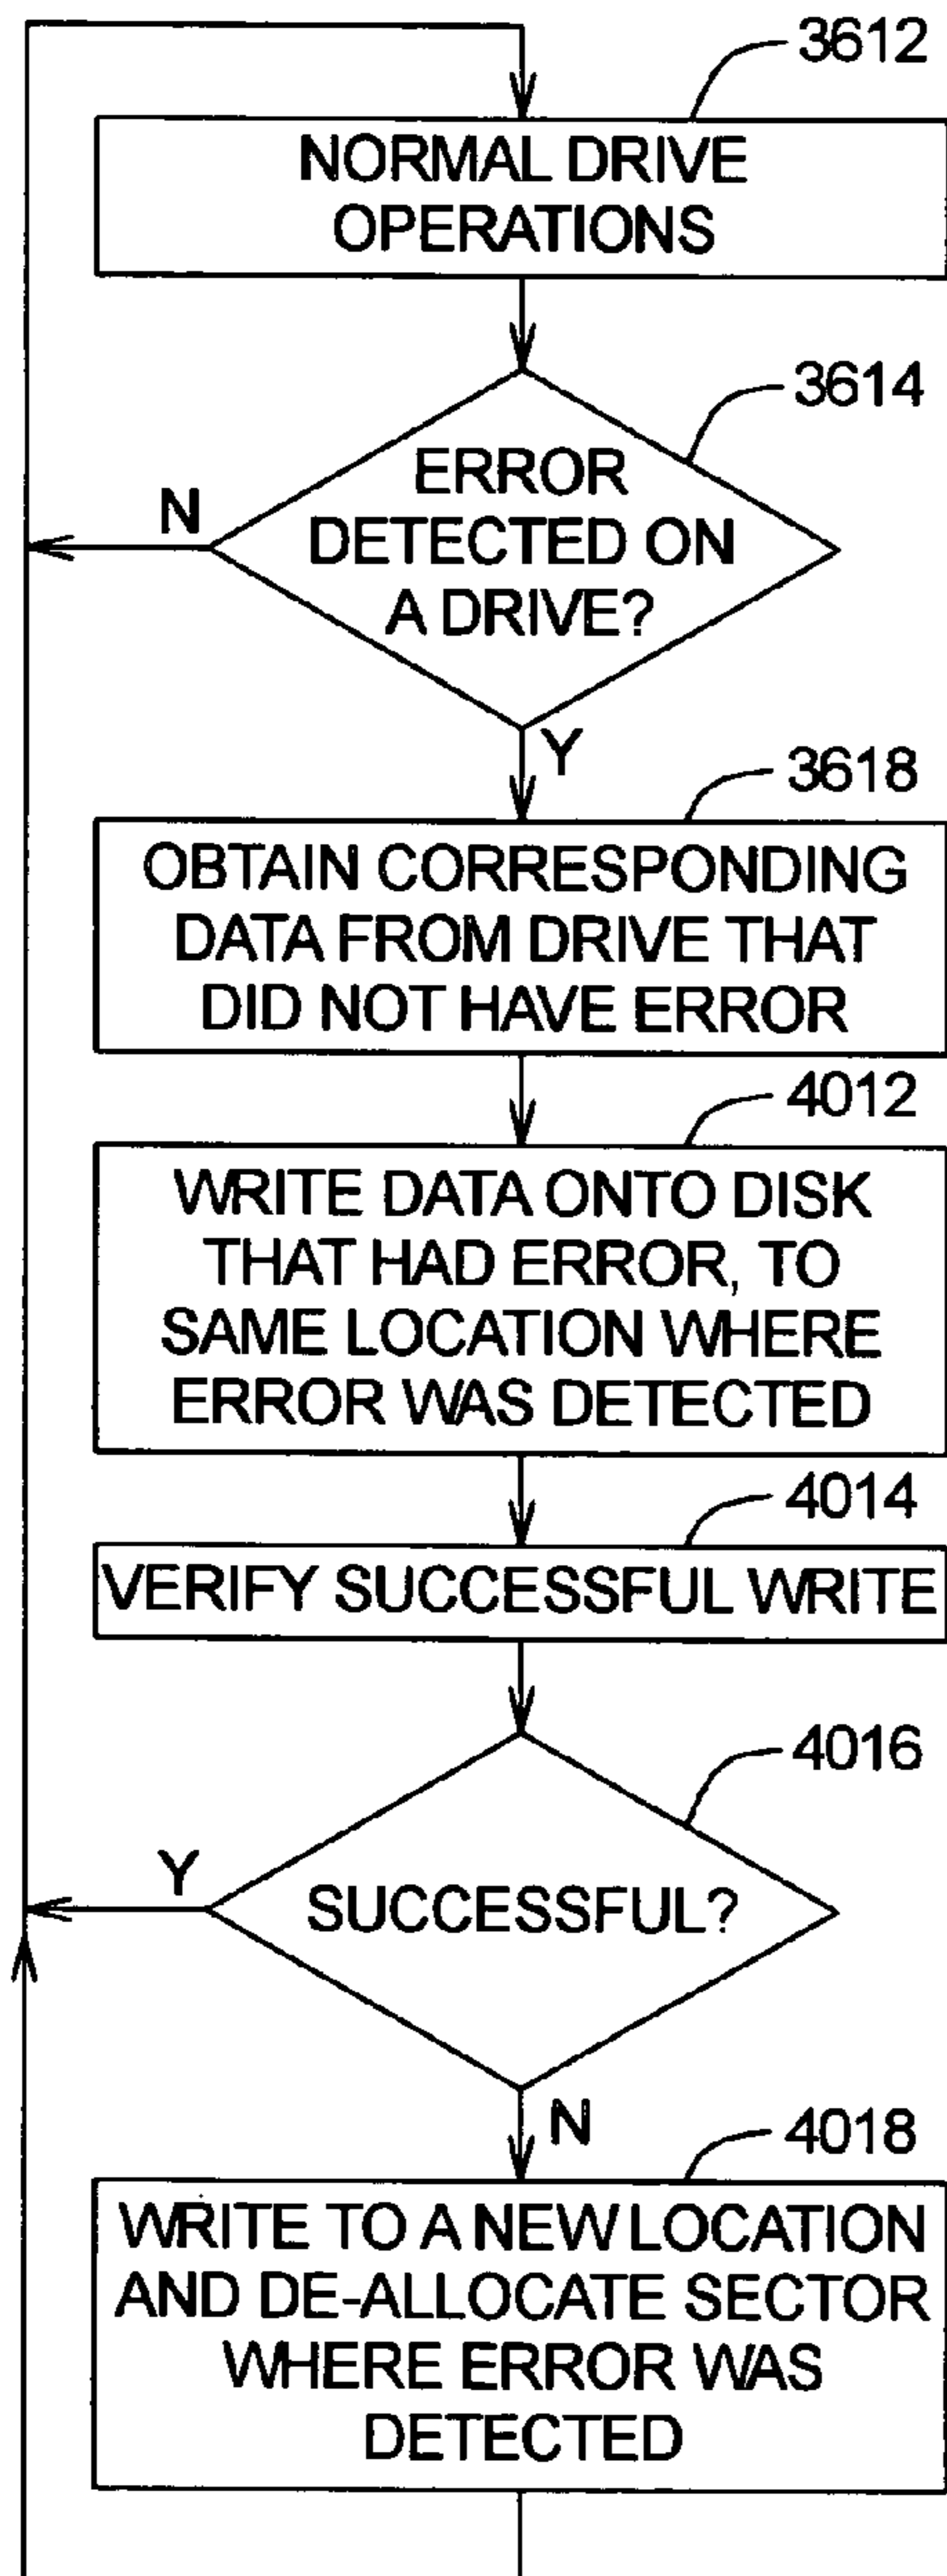 3612
NORMAL DRIVE
OPERATIONS
3614
ERROR
DETECTED ON
A DRIVE?
N
Y
3618
OBTAIN CORRESPONDING
DATA FROM DRIVE THAT
DID NOT HAVE ERROR
4012
WRITE DATA ONTO DISK
THAT HAD ERROR, TO
SAME LOCATION WHERE
ERROR WAS DETECTED
4014
VERIFY SUCCESSFUL WRITE
4016
Y
SUCCESSFUL?
N
4018
WRITE TO A NEW LOCATION
AND DE-ALLOCATE SECTOR
WHERE ERROR WAS
DETECTED